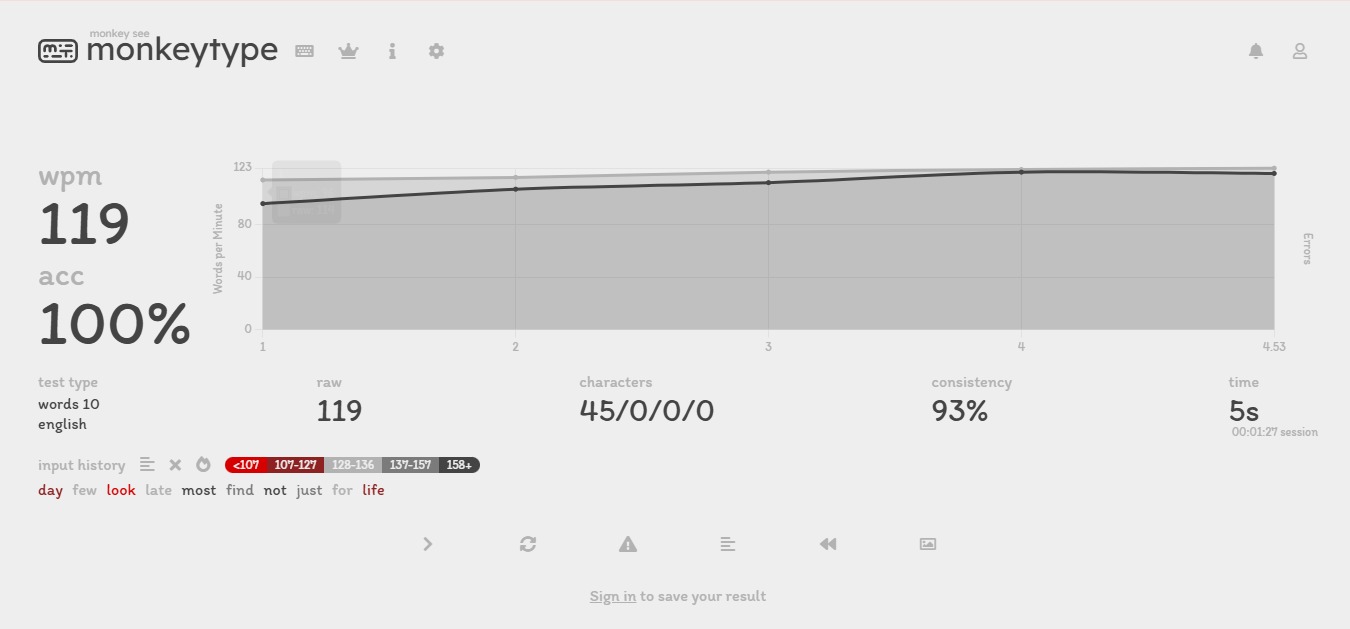 monkey see
monkeytype
wpm
119
acc
100%
Words per Minute
123
80
40
0
1 2 3 4 4.53
Errors
test type
words 10
english
raw
119
characters
45/0/0/0
consistency
93%
time
5s
00:01:27 session
input history <107 107-127 128-136 137-157 158+
day few look late most find not just for life
Sign in to save your result